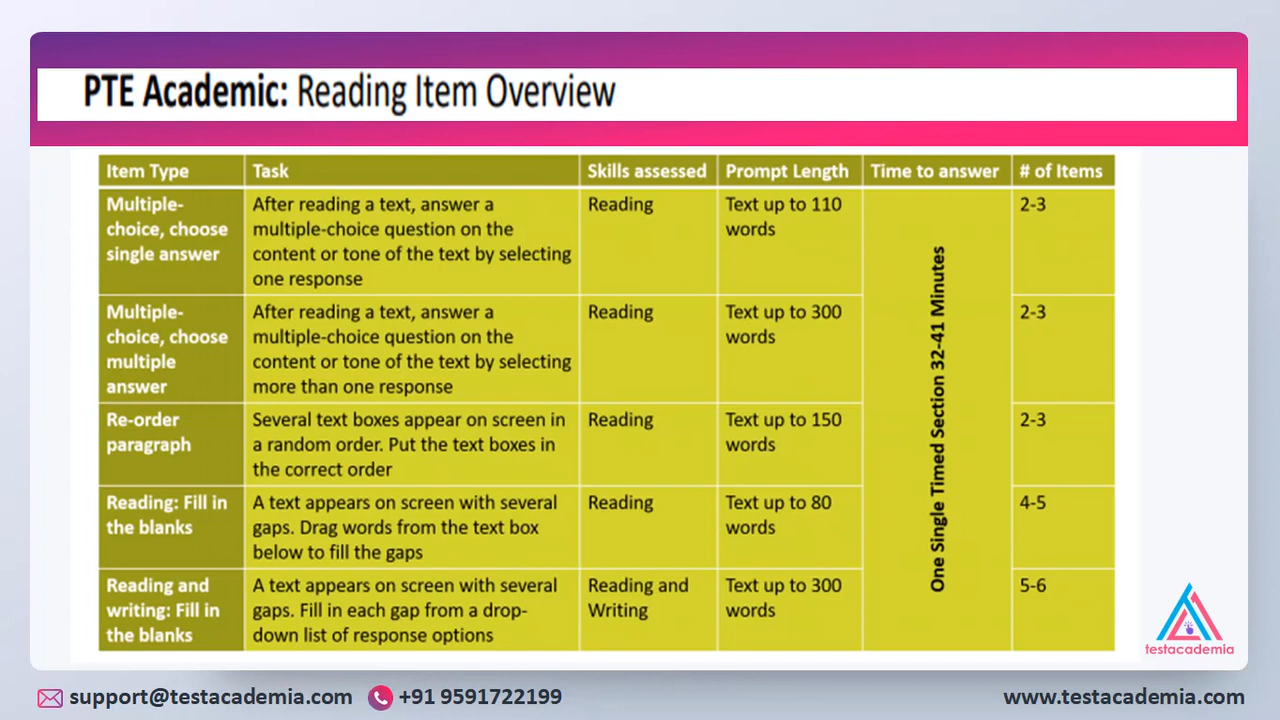 PTE Academic: Reading Item Overview
Item Type Task Skills assessed Prompt Length Time to answer # of Items
Multiple-
choice, choose
single answer
After reading a text, answer a
multiple-choice question on the
content or tone of the text by selecting
one response
Reading
Text up to 110
words
2-3
Multiple-
choice, choose
multiple
answer
After reading a text, answer a
multiple-choice question on the
content or tone of the text by selecting
more than one response
Reading
Text up to 300
words
2-3
Re-order
paragraph
Several text boxes appear on screen in
a random order. Put the text boxes in
the correct order
Reading
Text up to 150
words
2-3
Reading: Fill in
the blanks
A text appears on screen with several
gaps. Drag words from the text box
below to fill the gaps
Reading
Text up to 80
words
4-5
Reading and
writing: Fill in
the blanks
A text appears on screen with several
gaps. Fill in each gap from a drop-
down list of response options
Reading and
Writing
Text up to 300
words
5-6
One Single Timed Section 32-41 Minutes
testacademia
support@testacademia.com +91 9591722199 www.testacademia.com